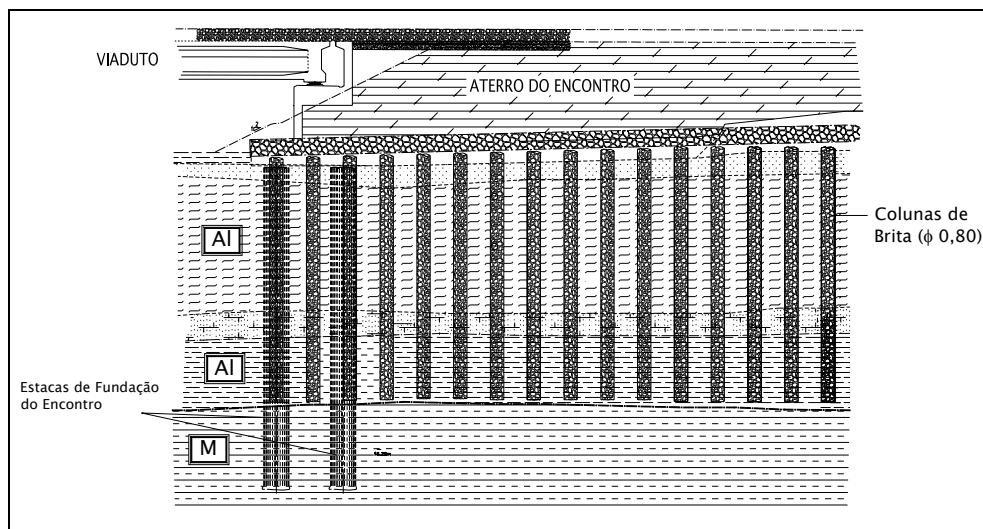 VIADUTO
ATERRO DO ENCONTRO
Al
Colunas de
Brita (ϕ 0,80)
Al
Estacas de Fundação
do Encontro
M